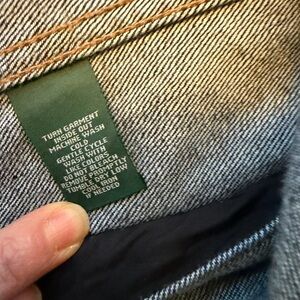 TURN GARMENT
INSIDE OUT
MACHINE WASH
COLD
GENTLE CYCLE
WASH WITH
LIKE COLORS
DO NOT BLEACH
REMOVE PROMPTLY
TUMBLE DRY LOW
COOL IRON
IF NEEDED